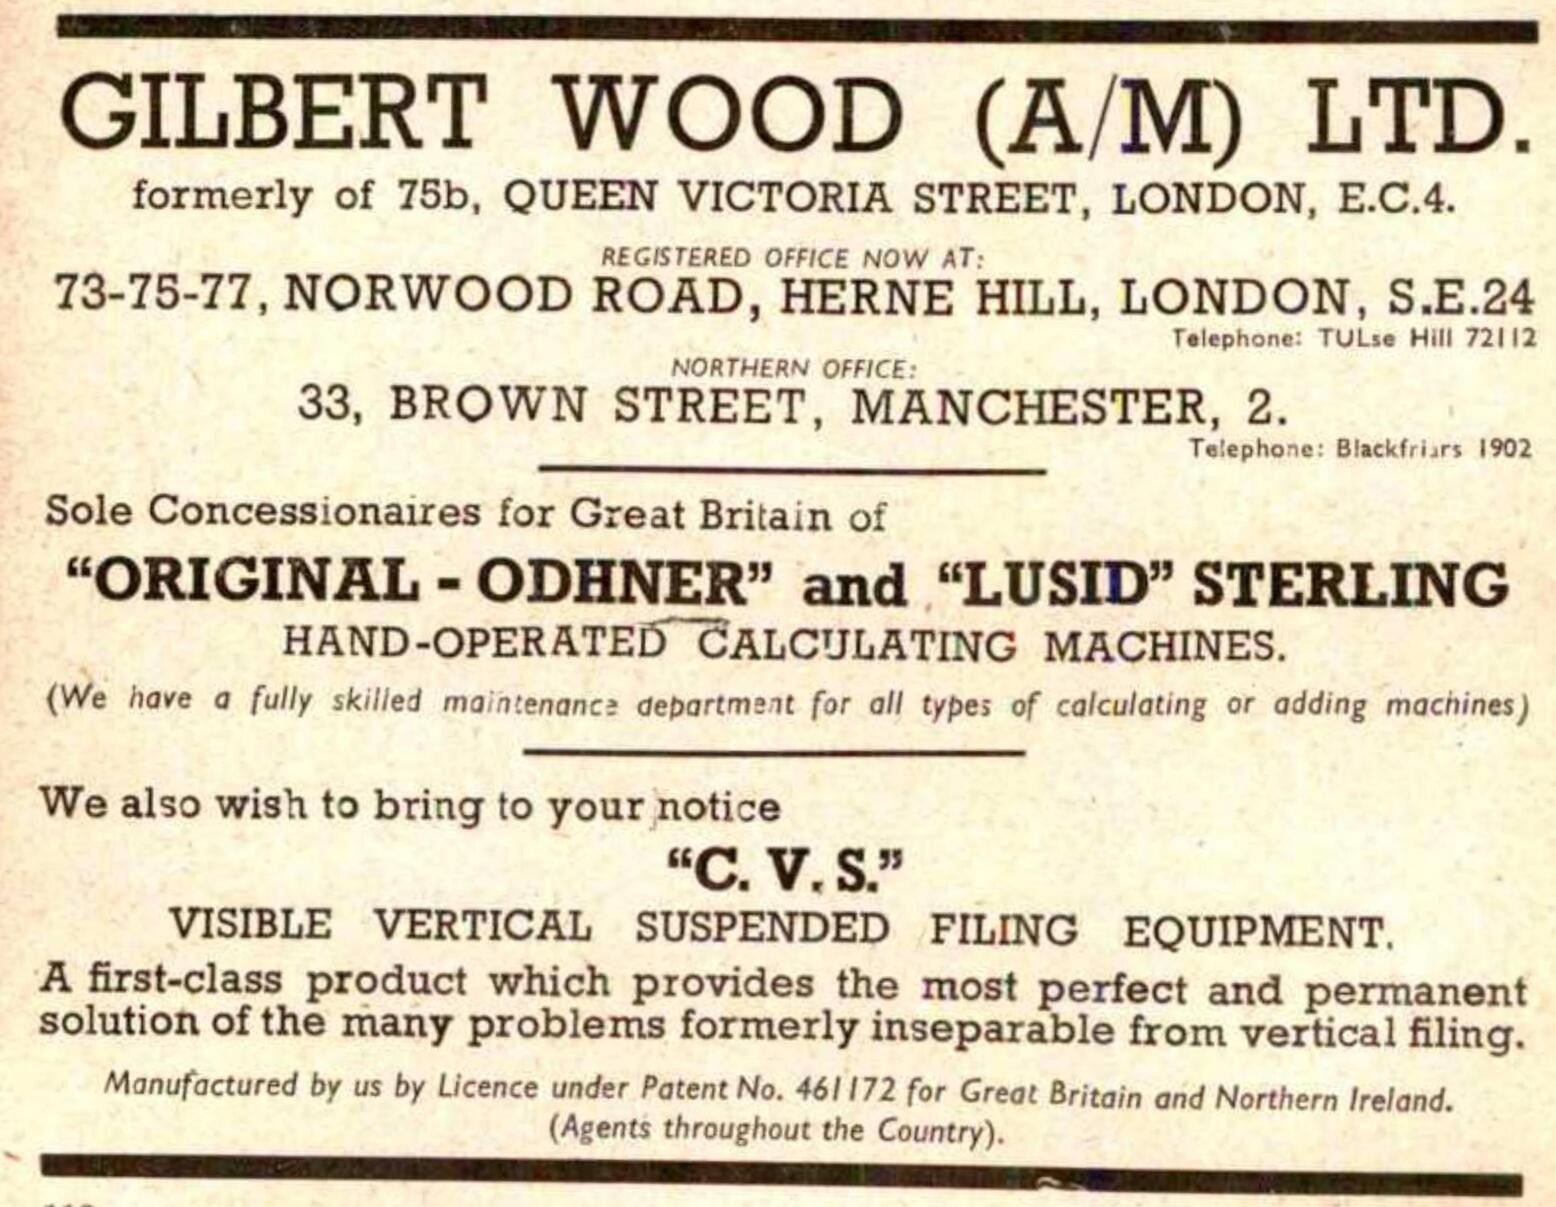 GILBERT WOOD (A/M) LTD.
formerly of 75b, QUEEN VICTORIA STREET, LONDON, E.C.4.
REGISTERED OFFICE NOW AT:
73-75-77, NORWOOD ROAD, HERNE HILL, LONDON, S.E.24
Telephone: TULse Hill 72112
NORTHERN OFFICE:
33, BROWN STREET, MANCHESTER, 2.
Telephone: Blackfriars 1902
Sole Concessionaires for Great Britain of
“ORIGINAL - ODHNER” and “LUSID” STERLING
HAND-OPERATED CALCULATING MACHINES.
(We have a fully skilled maintenance department for all types of calculating or adding machines)
We also wish to bring to your notice
“C. V. S.”
VISIBLE VERTICAL SUSPENDED FILING EQUIPMENT.
A first-class product which provides the most perfect and permanent
solution of the many problems formerly inseparable from vertical filing.
Manufactured by us by Licence under Patent No. 461172 for Great Britain and Northern Ireland.
(Agents throughout the Country).